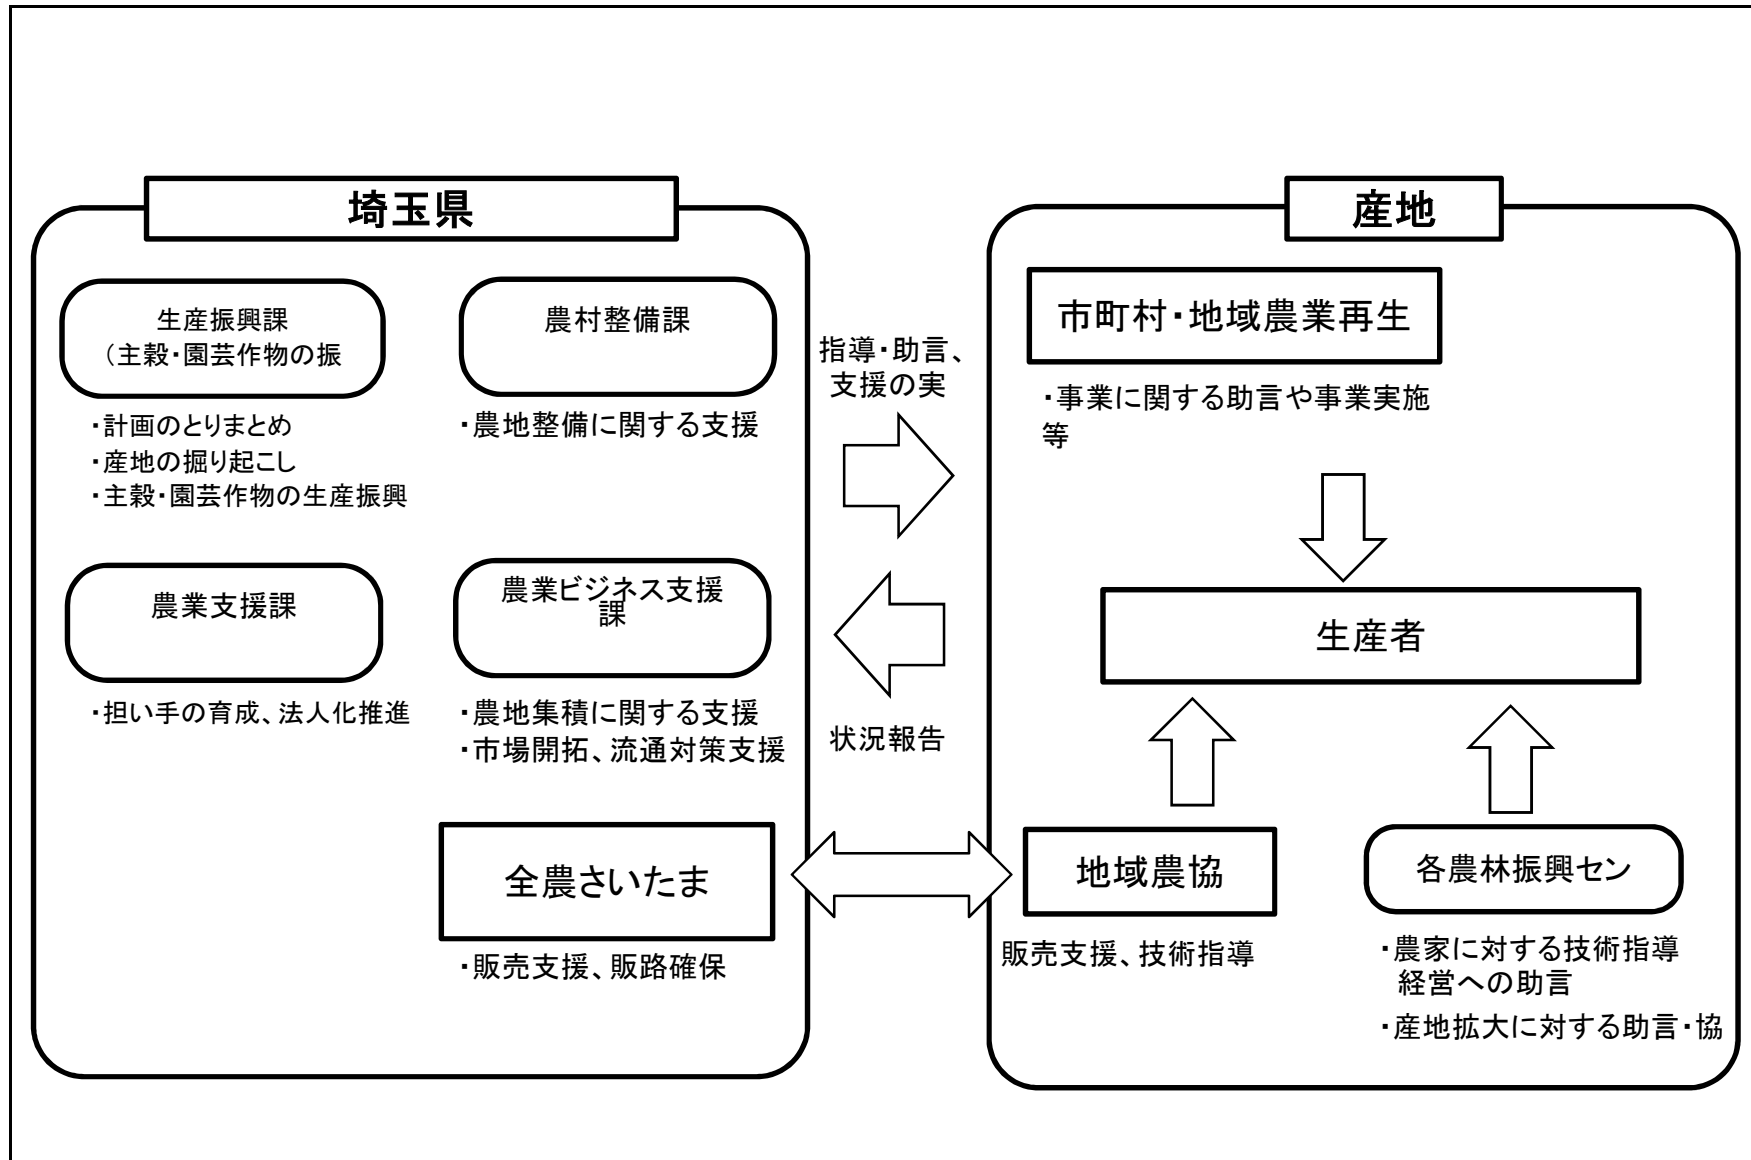 埼玉県
生産振興課
（主穀・園芸作物の振
・計画のとりまとめ
・産地の掘り起こし
・主穀・園芸作物の生産振興
農村整備課
・農地整備に関する支援
農業支援課
・担い手の育成、法人化推進
農業ビジネス支援
課
・農地集積に関する支援
・市場開拓、流通対策支援
全農さいたま
・販売支援、販路確保
指導・助言、
支援の実
状況報告
産地
市町村・地域農業再生
・事業に関する助言や事業実施
等
生産者
地域農協
販売支援、技術指導
各農林振興セン
・農家に対する技術指導
経営への助言
・産地拡大に対する助言・協